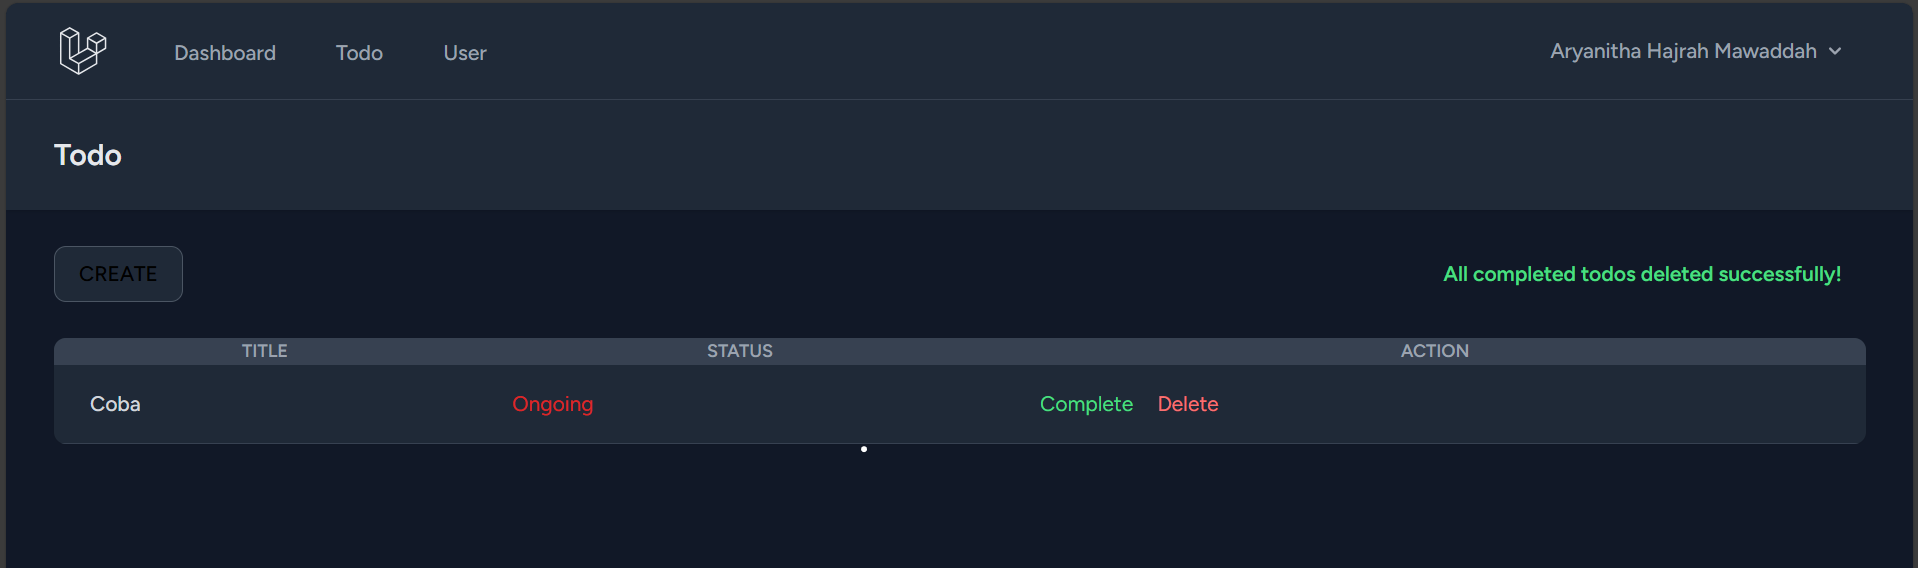 Dashboard Todo User Aryanitha Hajrah Mawaddah
Todo
CREATE All completed todos deleted successfully!
TITLE STATUS ACTION
Coba Ongoing Complete Delete